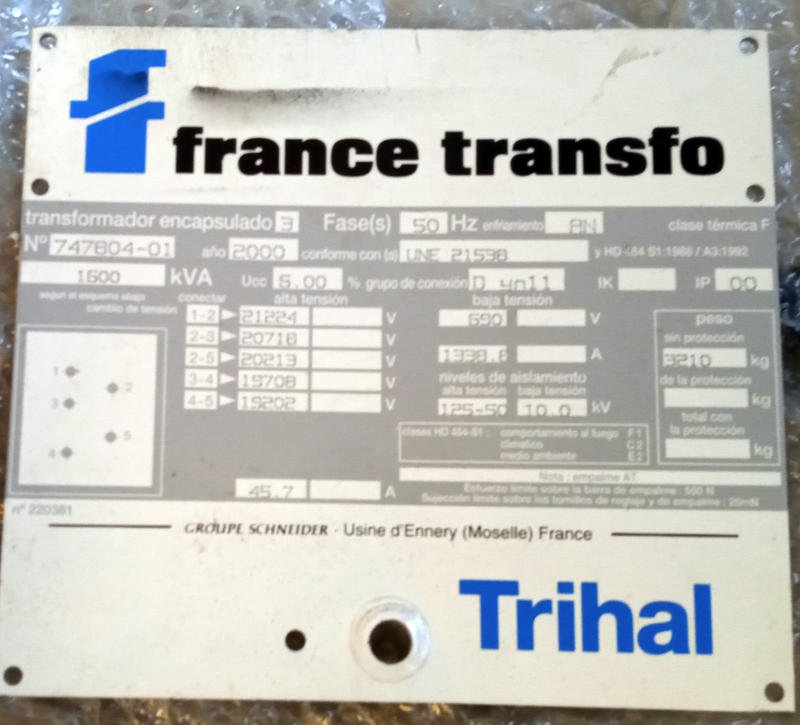 france transfo
transformador encapsulado 3 Fase(s) 50 Hz enfriamiento AN clase térmica F
Nº 747804-01 año 2000 conforme con (s) UNE 21538 y HD 464 S1:1988 / A3:1992
1600 kVA Ucc 6.00 % grupo de conexión D yn11 IK IP 00
segun el esquema abajo conectar alta tensión baja tensión peso
cambio de tensión
1-2 21224 V 690 V
sin protección
2-3 20718 V
2-5 20213 V 1338.8 A 3210 kg
niveles de aislamiento de la protección
3-4 19708 V alta tensión baja tensión kg
4-5 19202 V 125-50 10.0 kV total con
la protección
kg
1
2
3
5
4
clases HD 464-S1 : comportamiento al fuego F1
climatico C2
medio ambiente E2
Nota : empalme AT
45.7 A Esfuerzo limite sobre la barra de empalme : 500 N
Sujección limite sobre los tornillos de reglaje y de empalme : 20mN
nº 220381
GROUPE SCHNEIDER - Usine d'Ennery (Moselle) France
Trihal